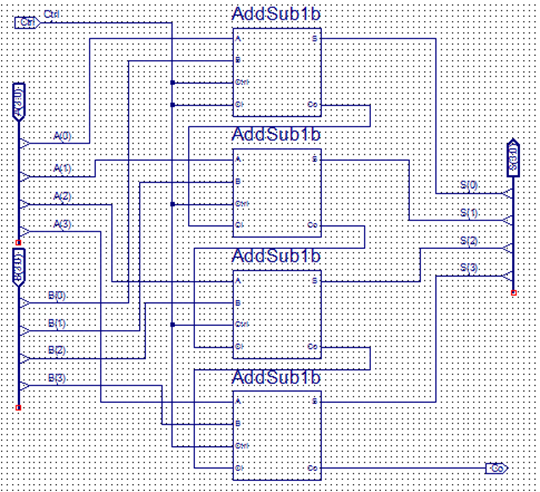 Ctrl Ctrl
AddSub1b
A S
B
Ctrl
CI Co
A(3:0)
A(0)
A(1)
A(2)
A(3)
AddSub1b
A S
B
Ctrl
CI Co
S(3:0)
S(0)
S(1)
S(2)
S(3)
B(3:0)
B(0)
B(1)
B(2)
B(3)
AddSub1b
A S
B
Ctrl
CI Co
AddSub1b
A S
B
Ctrl
CI Co
Co